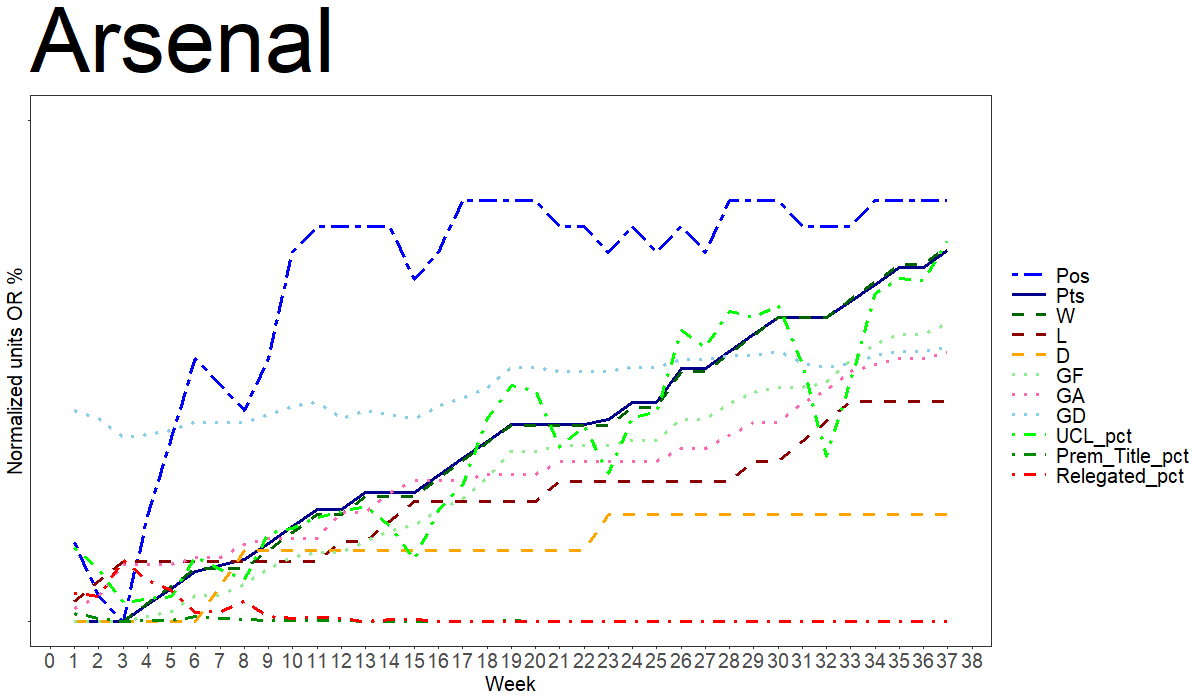 Arsenal
Normalized units OR %
Pos
Pts
W
L
D
GF
GA
GD
UCL_pct
Prem_Title_pct
Relegated_pct
0 1 2 3 4 5 6 7 8 9 10 11 12 13 14 15 16 17 18 19 20 21 22 23 24 25 26 27 28 29 30 31 32 33 34 35 36 37 38
Week